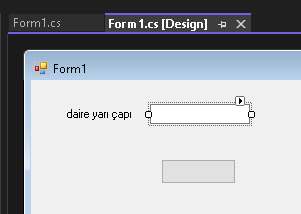 Form1.cs Form1.cs [Design]
Form1
daire yarı çapı